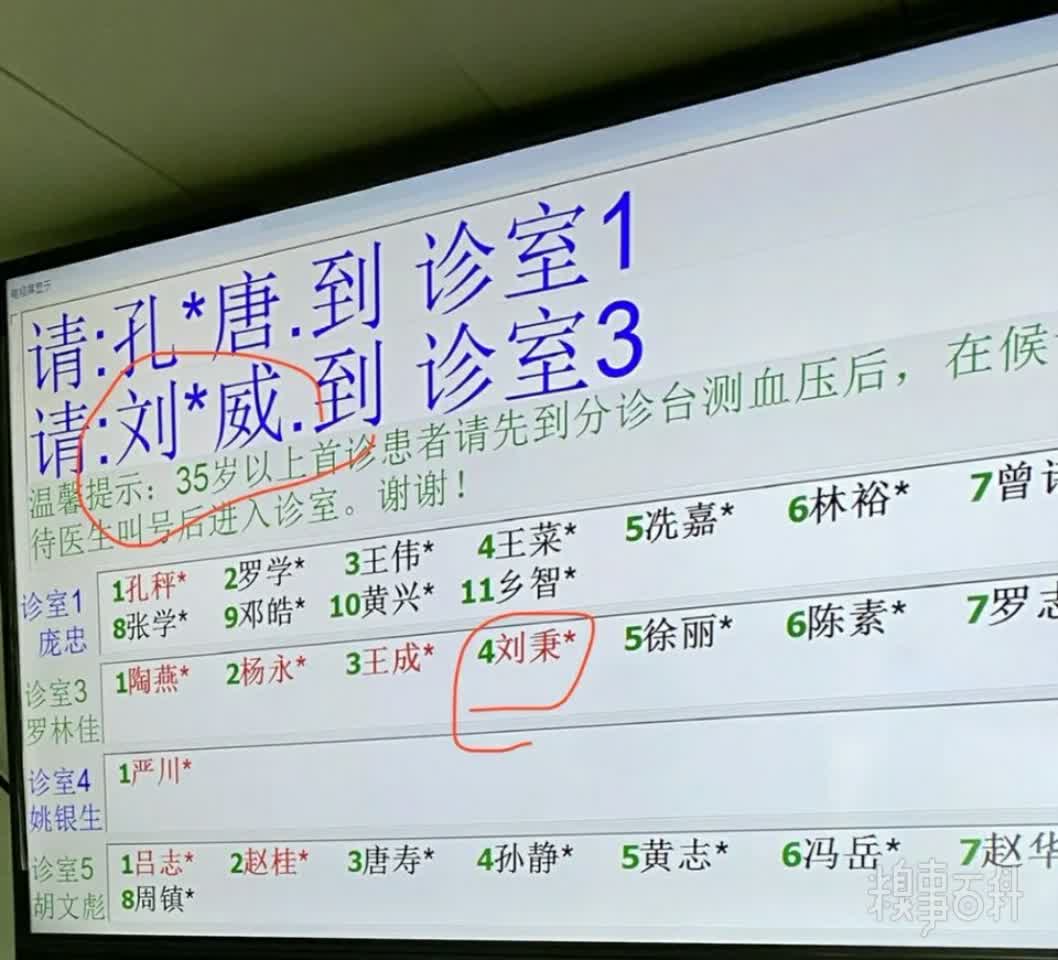 请:孔*唐.到 诊室1
请:刘*威.到 诊室3
温馨提示：35岁以上首诊患者请先到分诊台测血压后，在候
待医生叫号后进入诊室。谢谢！
诊室1
庞忠
1孔秤* 2罗学* 3王伟* 4王菜* 5冼嘉* 6林裕* 7曾
8张学* 9邓皓* 10黄兴* 11乡智*
诊室3
罗林佳
1陶燕* 2杨永* 3王成* 4刘秉* 5徐丽* 6陈素* 7罗志
诊室4
姚银生
1严川*
诊室5
胡文彪
1吕志* 2赵桂* 3唐寿* 4孙静* 5黄志* 6冯岳* 7赵华
8周镇*
糗事百科